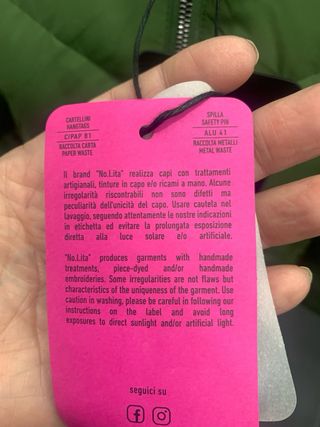 CARTELLINI
HANGTAGS
C/PAP 81
RACCOLTA CARTA
PAPER WASTE
SPILLA
SAFETY PIN
ALU 41
RACCOLTA METALLI
METAL WASTE
Il brand "No.Lita" realizza capi con trattamenti
artigianali, tinture in capo e/o ricami a mano. Alcune
irregolarità riscontrabili non sono difetti ma
peculiarità dell'unicità del capo. Usare cautela nel
lavaggio, seguendo attentamente le nostre indicazioni
in etichetta ed evitare la prolungata esposizione
diretta alla luce solare e/o artificiale.
"No.Lita" produces garments with handmade
treatments, piece-dyed and/or handmade
embroideries. Some irregularities are not flaws but
characteristics of the uniqueness of the garment. Use
caution in washing, please be careful in following our
instructions on the label and avoid long
exposures to direct sunlight and/or artificial light.
seguici su